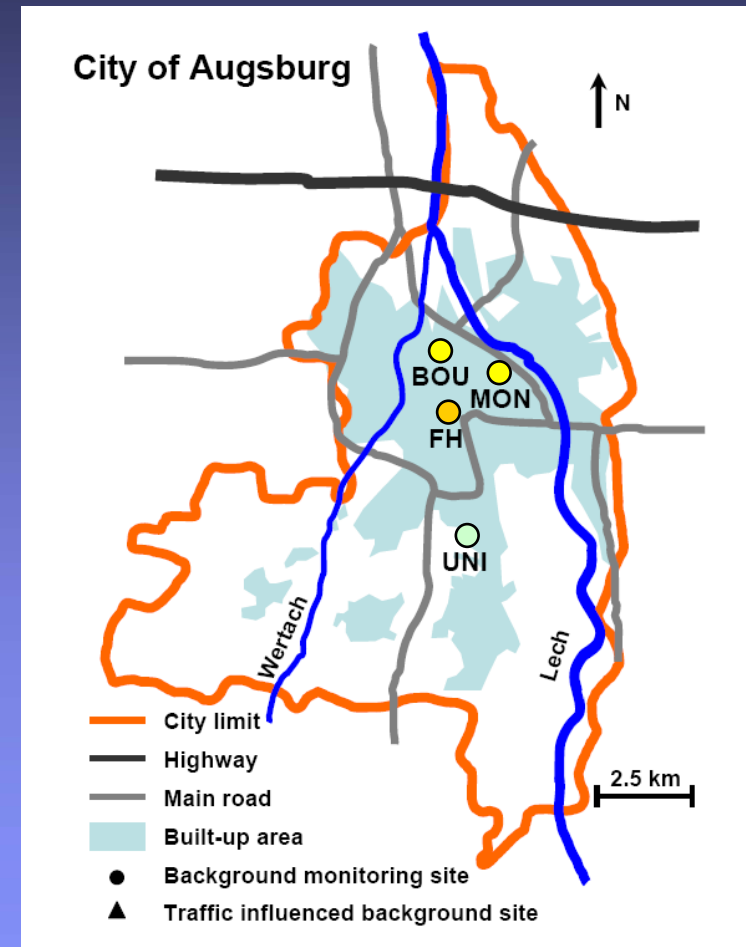 City of Augsburg
N
BOU
MON
FH
UNI
Wertach
Lech
City limit
Highway
2.5 km
Main road
Built-up area
Background monitoring site
Traffic influenced background site